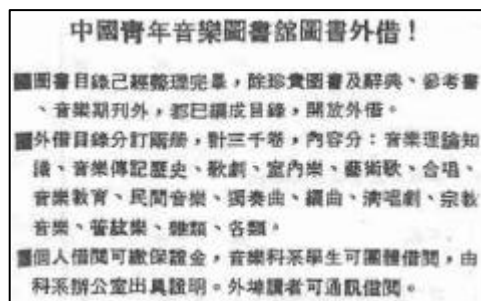 中國青年音樂圖書館圖書外借！
■圖書目錄己經整理完畢，除珍貴圖書及辭典、參考書
、音樂期刊外，都已編成目錄，開放外借。
■外借目錄分訂兩册，計三千卷，內容分：音樂理論知
識、音樂傳記歷史、歌劇、室內樂、藝術歌、合唱、
音樂教育、民間音樂、獨奏曲、編曲、演唱劇、宗教
音樂、管絃樂、雜類、各類。
■個人借閱可繳保證金，音樂科系學生可團體借閱，由
科系辦公室出具證明。外埠讀者可通訊借閱。